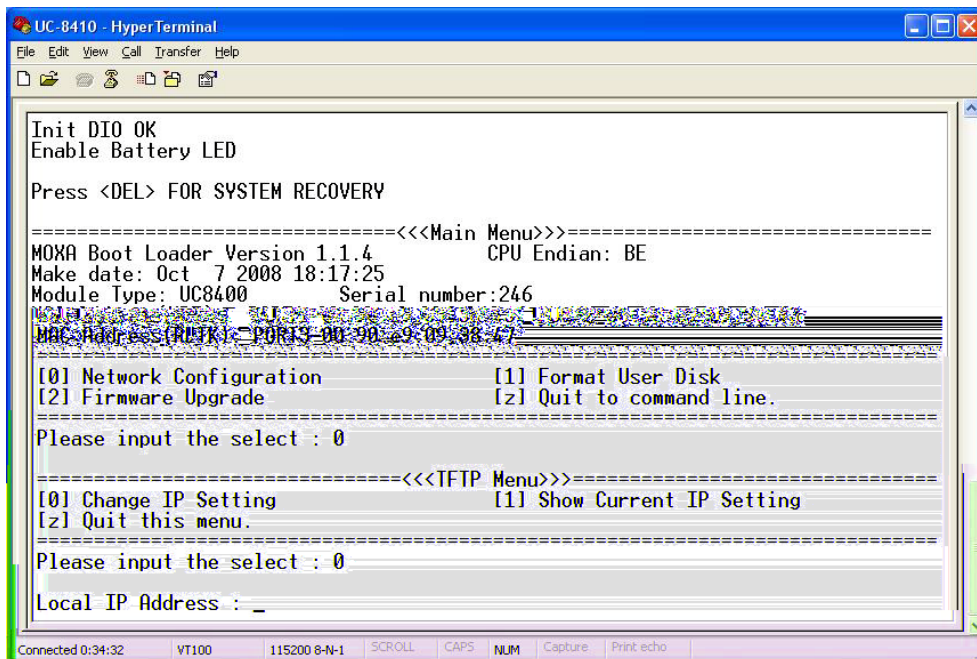 UC-8410 - HyperTerminal
File Edit View Call Transfer Help
Init DIO OK
Enable Battery LED
Press <DEL> FOR SYSTEM RECOVERY
================================<<<Main Menu>>>================================
MOXA Boot Loader Version 1.1.4 CPU Endian: BE
Make date: Oct 7 2008 18:17:25
Module Type: UC8400 Serial number:246
===============================================================================
[0] Network Configuration [1] Format User Disk
[2] Firmware Upgrade [z] Quit to command line.
===============================================================================
Please input the select : 0
================================<<<TFTP Menu>>>================================
[0] Change IP Setting [1] Show Current IP Setting
[z] Quit this menu.
===============================================================================
Please input the select : 0
Local IP Address : _
Connected 0:34:32 VT100 115200 8-N-1 SCROLL CAPS NUM Capture Print echo